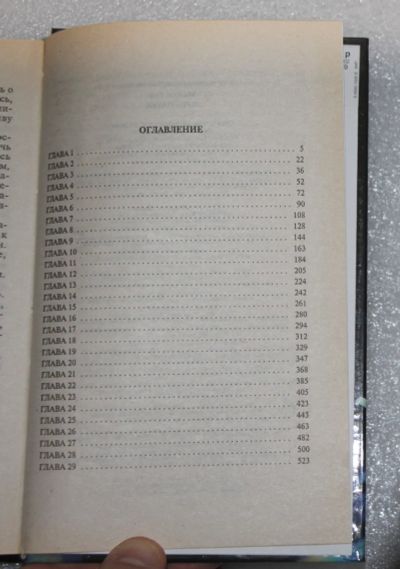 ОГЛАВЛЕНИЕ
ГЛАВА 1 5
ГЛАВА 2 22
ГЛАВА 3 36
ГЛАВА 4 52
ГЛАВА 5 72
ГЛАВА 6 90
ГЛАВА 7 108
ГЛАВА 8 128
ГЛАВА 9 144
ГЛАВА 10 163
ГЛАВА 11 184
ГЛАВА 12 205
ГЛАВА 13 224
ГЛАВА 14 242
ГЛАВА 15 261
ГЛАВА 16 280
ГЛАВА 17 294
ГЛАВА 18 312
ГЛАВА 19 329
ГЛАВА 20 347
ГЛАВА 21 368
ГЛАВА 22 385
ГЛАВА 23 405
ГЛАВА 24 423
ГЛАВА 25 445
ГЛАВА 26 463
ГЛАВА 27 482
ГЛАВА 28 500
ГЛАВА 29 523